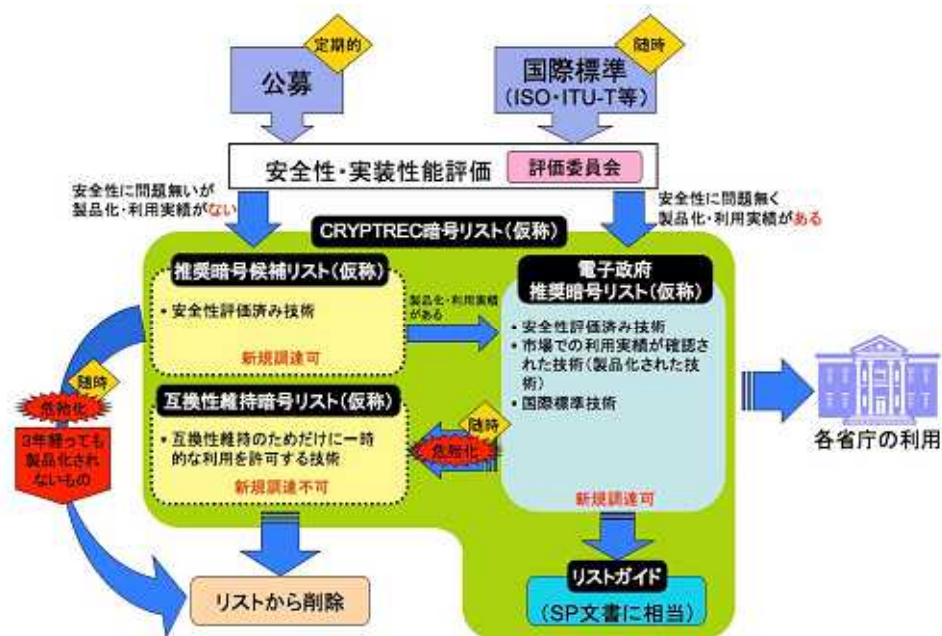 定期的
公募
随時
国際標準
(ISO・ITU-T等)
安全性・実装性能評価
評価委員会
安全性に問題無いが
製品化・利用実績がない
安全性に問題無く
製品化・利用実績がある
CRYPTREC暗号リスト(仮称)
推奨暗号候補リスト(仮称)
・安全性評価済み技術
新規調達可
製品化・利用実績
がある
電子政府
推奨暗号リスト(仮称)
・安全性評価済み技術
・市場での利用実績が確認さ
れた技術(製品化された技
術)
・国際標準技術
新規調達可
随時
危殆化
3年経っても
製品化され
ないもの
互換性維持暗号リスト(仮称)
・互換性維持のためだけに一時
的な利用を許可する技術
新規調達不可
随時
危殆化
各省庁の利用
リストから削除
リストガイド
(SP文書に相当)